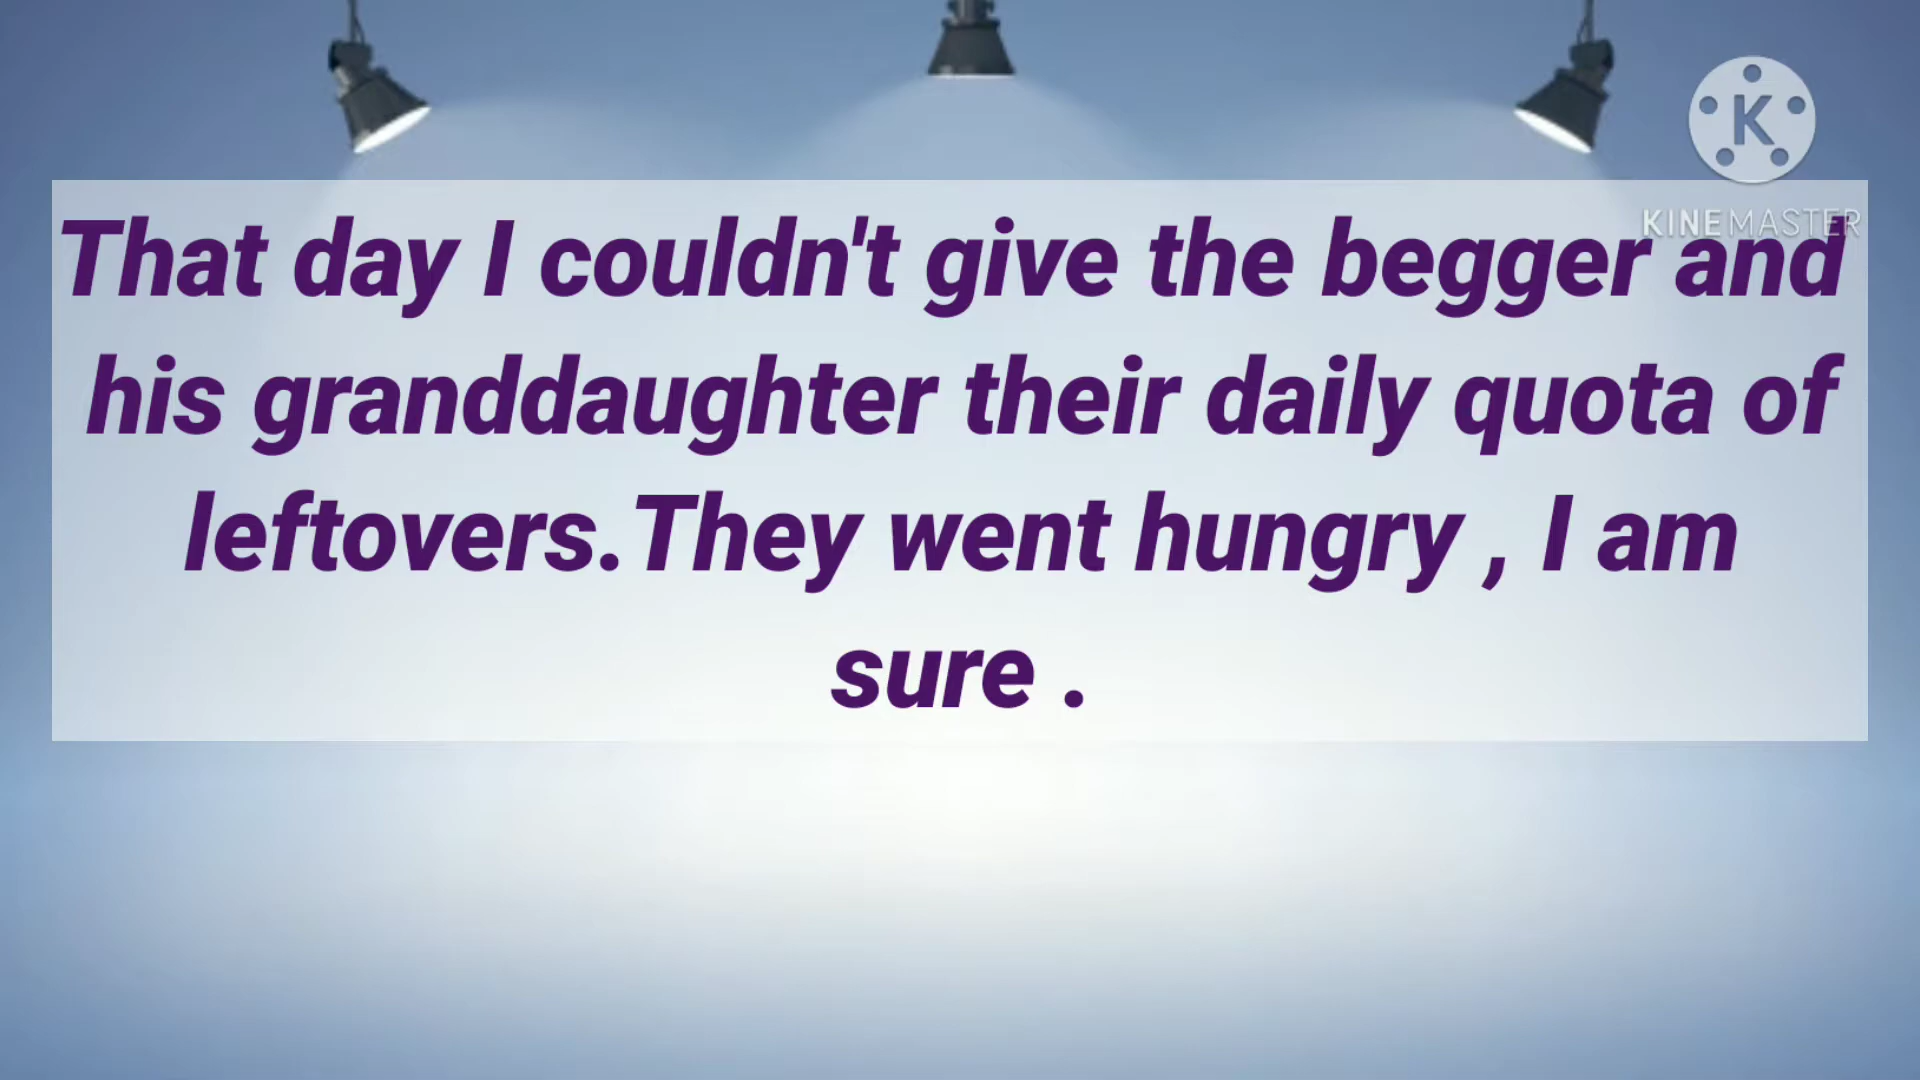 K
KINEMASTER
That day I couldn't give the begger and
his granddaughter their daily quota of
leftovers.They went hungry , I am
sure .